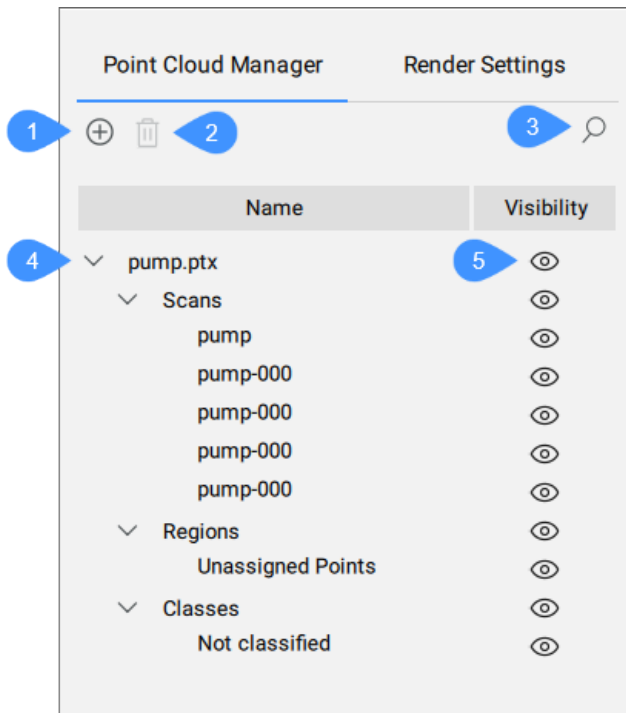 Point Cloud Manager Render Settings
1 2 3
Name Visibility
4 pump.ptx 5
Scans
pump
pump-000
pump-000
pump-000
pump-000
Regions
Unassigned Points
Classes
Not classified